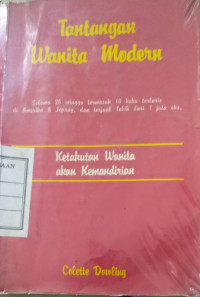 Tantangan
Wanita Modern
Selama 25 minggu termasuk 10 buku terlaris
di Amerika & Jepang, dan terjual lebih dari 1 juta eks.
Ketakutan Wanita
akan Kemandirian
Colette Dowling